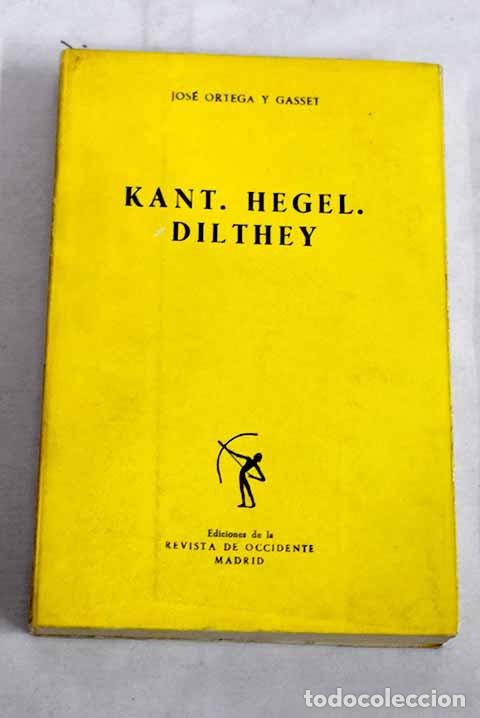 JOSÉ ORTEGA Y GASSET
KANT. HEGEL.
DILTHEY
Ediciones de la
REVISTA DE OCCIDENTE
MADRID
todocoleccion